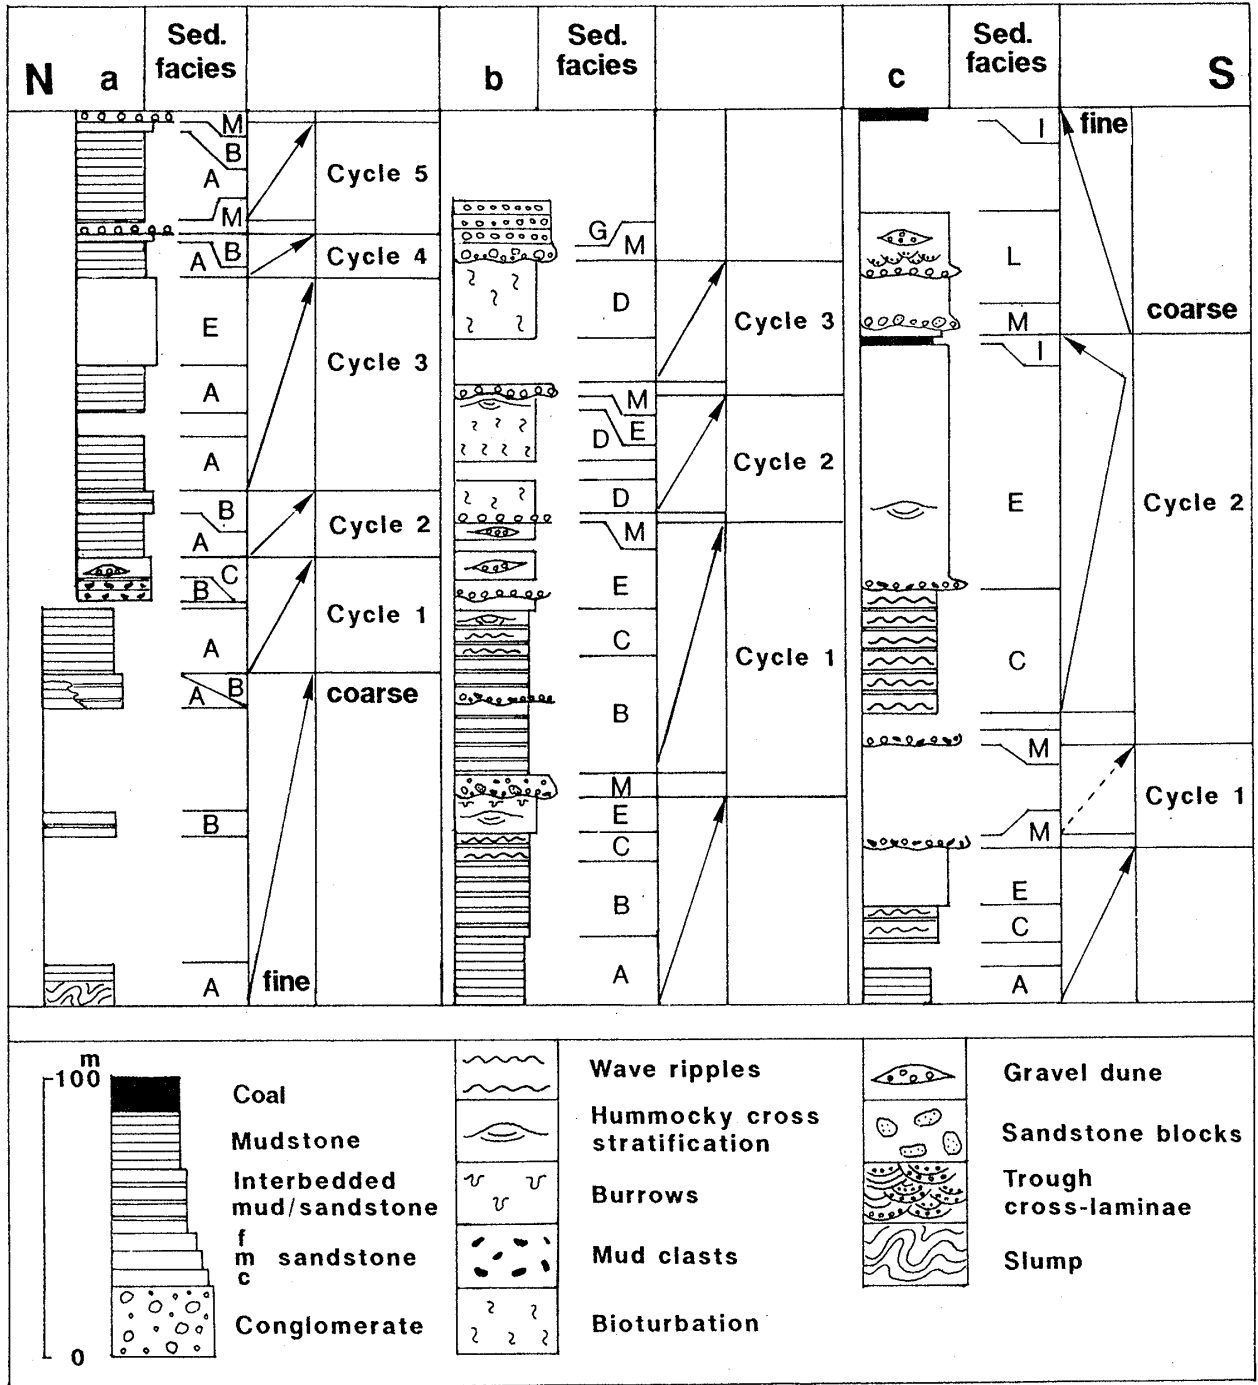 N
a
Sed.
facies
b
Sed.
facies
c
Sed.
facies
S
M
B
A
M
Cycle 5
B
A
Cycle 4
E
A
A
Cycle 3
B
A
Cycle 2
C
B
A
Cycle 1
B
A
coarse
B
A
fine
G
M
D
Cycle 3
M
E
D
D
Cycle 2
M
E
C
B
Cycle 1
M
E
C
B
A
I
fine
L
M
coarse
I
E
C
Cycle 2
M
M
Cycle 1
E
C
A
m
100
0
Coal
Mudstone
Interbedded
mud/sandstone
f
m sandstone
c
Conglomerate
Wave ripples
Hummocky cross
stratification
Burrows
Mud clasts
Bioturbation
Gravel dune
Sandstone blocks
Trough
cross-laminae
Slump